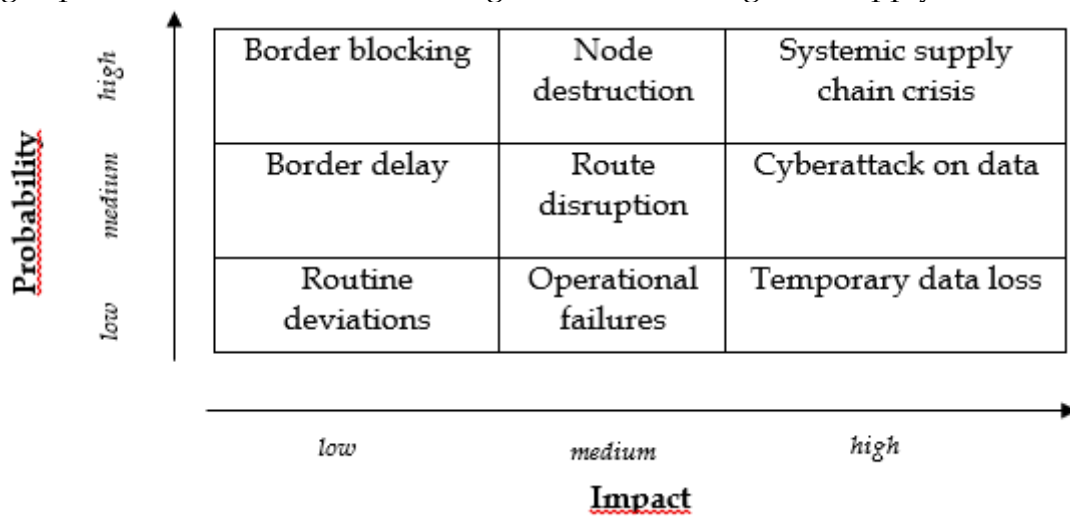 Border blocking
Node
destruction
Systemic supply
chain crisis
Border delay
Route
disruption
Cyberattack on data
Routine
deviations
Operational
failures
Temporary data loss
Probability
high
medium
low
low
medium
high
Impact